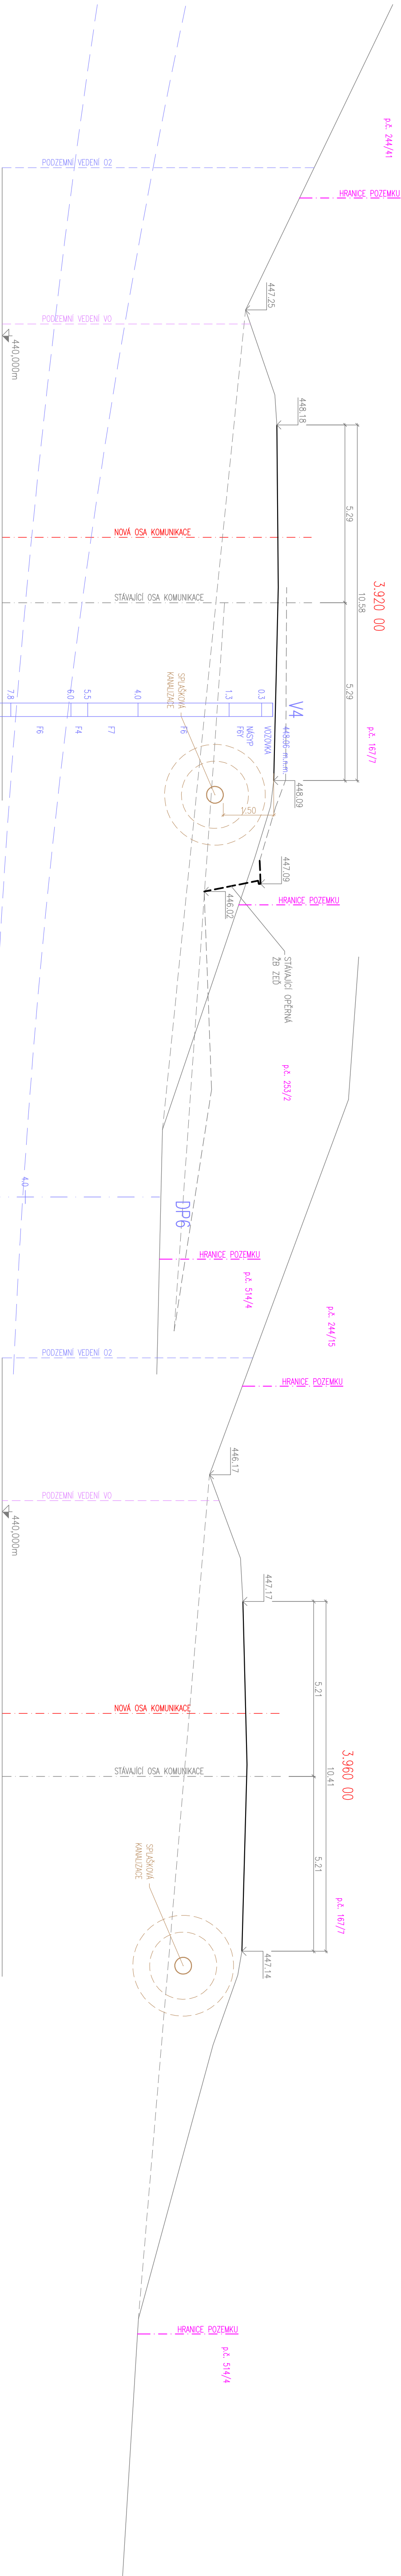 p.č. 244/41
PODZEMNÍ VEDENÍ O2
HRANICE POZEMKU
447.25
PODZEMNÍ VEDENÍ VO
440,000m
448.18
5.29
NOVÁ OSA KOMUNIKACE
3.920 00
10.58
STÁVAJÍCÍ OSA KOMUNIKACE
5.29
SPLAŠKOVÁ
KANALIZACE
V4
448.06 m.n.m.
p.č. 167/7
0.3
1.3
4.0
5.5
6.0
7.8
VOZOVKA
NÁSYP
F6Y
F6
F7
F4
F6
448.09
1.50
447.09
446.02
HRANICE POZEMKU
STÁVAJÍCÍ OPĚRNÁ
ŽB ZEĎ
p.č. 253/2
4.0
DP6
HRANICE POZEMKU
p.č. 514/4
p.č. 244/15
PODZEMNÍ VEDENÍ O2
HRANICE POZEMKU
446.17
PODZEMNÍ VEDENÍ VO
440,000m
447.17
5.21
NOVÁ OSA KOMUNIKACE
3.960 00
10.41
STÁVAJÍCÍ OSA KOMUNIKACE
5.21
SPLAŠKOVÁ
KANALIZACE
p.č. 167/7
447.14
HRANICE POZEMKU
p.č. 514/4